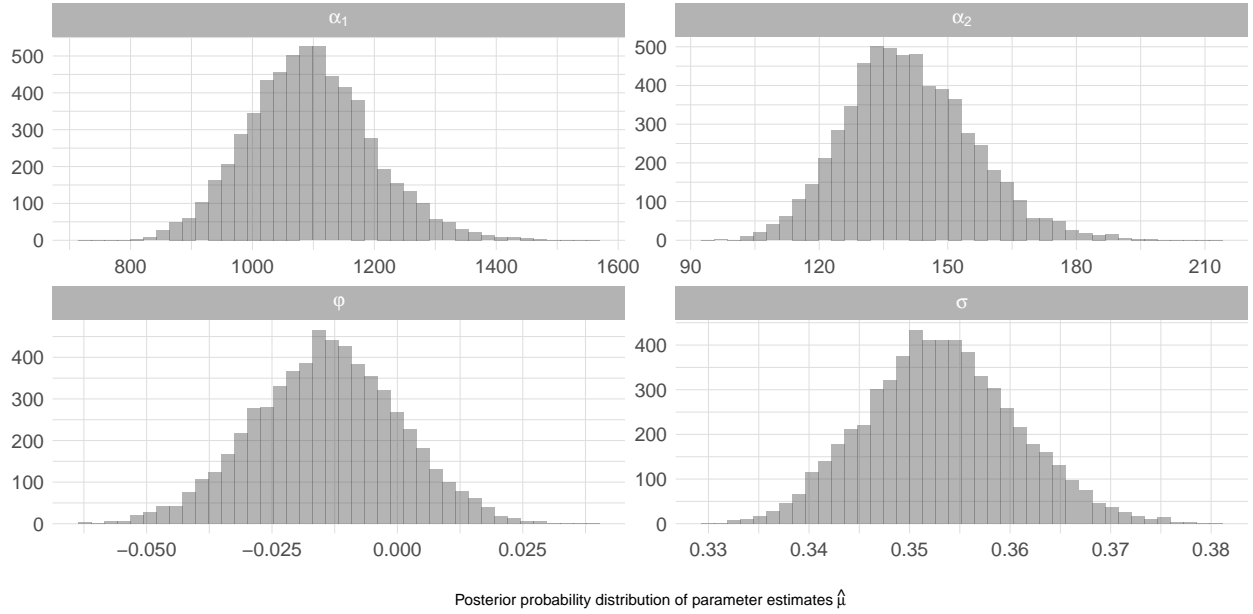 α₁
α₂
500
400
300
200
100
0
800 1000 1200 1400 1600
500
400
300
200
100
0
90 120 150 180 210
φ
σ
400
300
200
100
0
−0.050 −0.025 0.000 0.025
400
300
200
100
0
0.33 0.34 0.35 0.36 0.37 0.38
Posterior probability distribution of parameter estimates μ̂